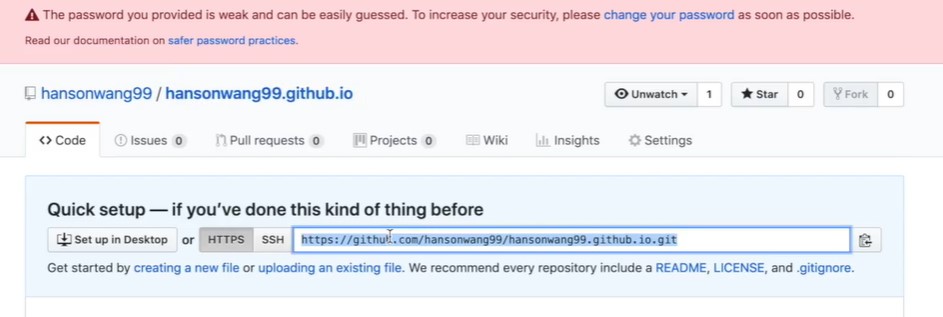 The password you provided is weak and can be easily guessed. To increase your security, please change your password as soon as possible.
Read our documentation on safer password practices.
hansonwang99 / hansonwang99.github.io
Unwatch 1 Star 0 Fork 0
Code Issues 0 Pull requests 0 Projects 0 Wiki Insights Settings
Quick setup — if you've done this kind of thing before
Set up in Desktop or HTTPS SSH https://github.com/hansonwang99/hansonwang99.github.io.git
Get started by creating a new file or uploading an existing file. We recommend every repository include a README, LICENSE, and .gitignore.